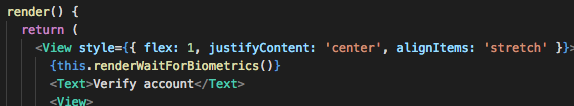 render() {
return (
<View style={{ flex: 1, justifyContent: 'center', alignItems: 'stretch' }}>
{this.renderWaitForBiometrics()}
<Text>Verify account</Text>
<View>